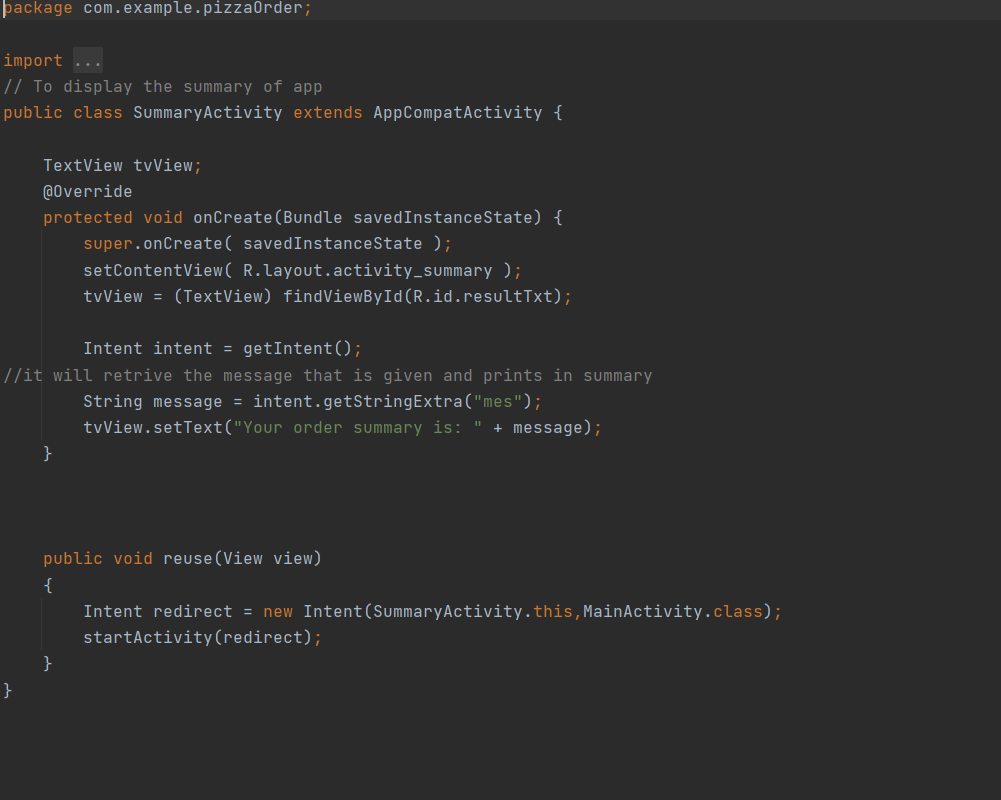 package com.example.pizzaOrder;
import ...
// To display the summary of app
public class SummaryActivity extends AppCompatActivity {
TextView tvView;
@Override
protected void onCreate(Bundle savedInstanceState) {
super.onCreate( savedInstanceState );
setContentView( R.layout.activity_summary );
tvView = (TextView) findViewById(R.id.resultTxt);
Intent intent = getIntent();
//it will retrive the message that is given and prints in summary
String message = intent.getStringExtra("mes");
tvView.setText("Your order summary is: " + message);
}
public void reuse(View view)
{
Intent redirect = new Intent(SummaryActivity.this,MainActivity.class);
startActivity(redirect);
}
}